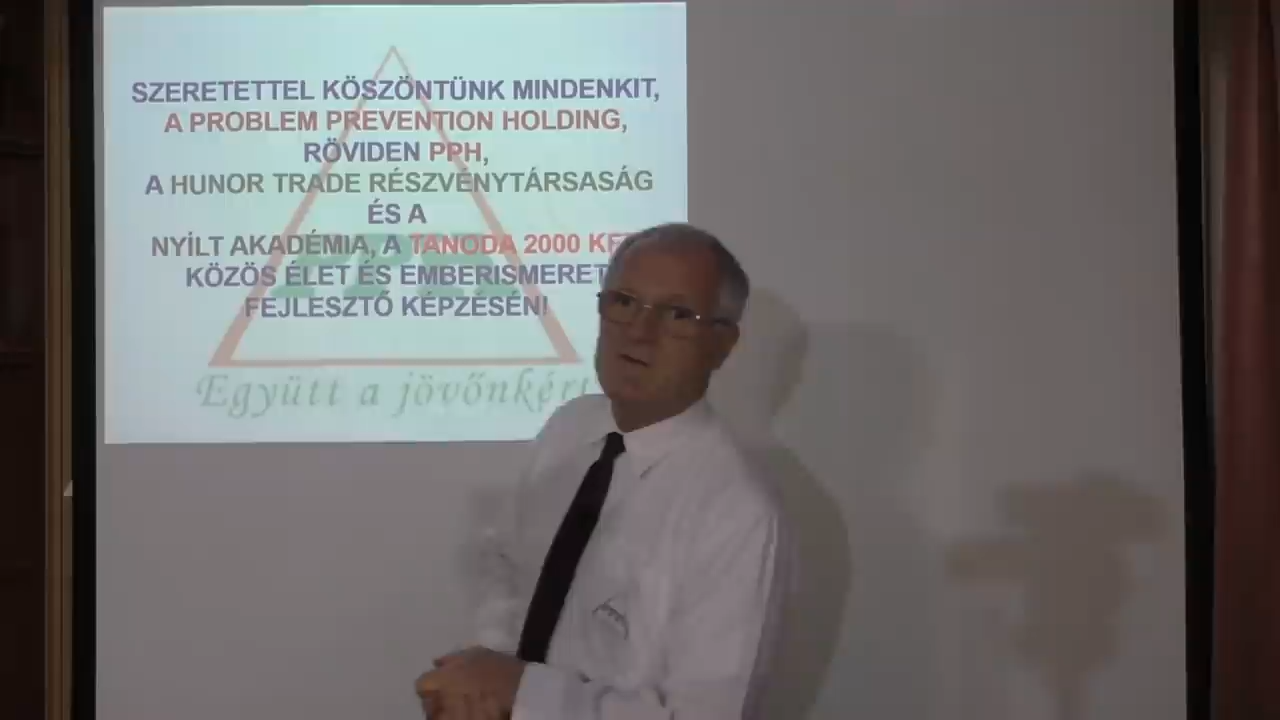 SZERETETTEL KÖSZÖNTÜNK MINDENKIT,
A PROBLEM PREVENTION HOLDING,
RÖVIDEN PPH,
A HUNOR TRADE RÉSZVÉNYTÁRSASÁG
ÉS A
NYÍLT AKADÉMIA, A TANODA 2000
KÖZÖS ÉLET ÉS EMBERISMERET
FEJLESZTŐ KÉPZÉSÉN!
PPH
Együtt a jövőnkért